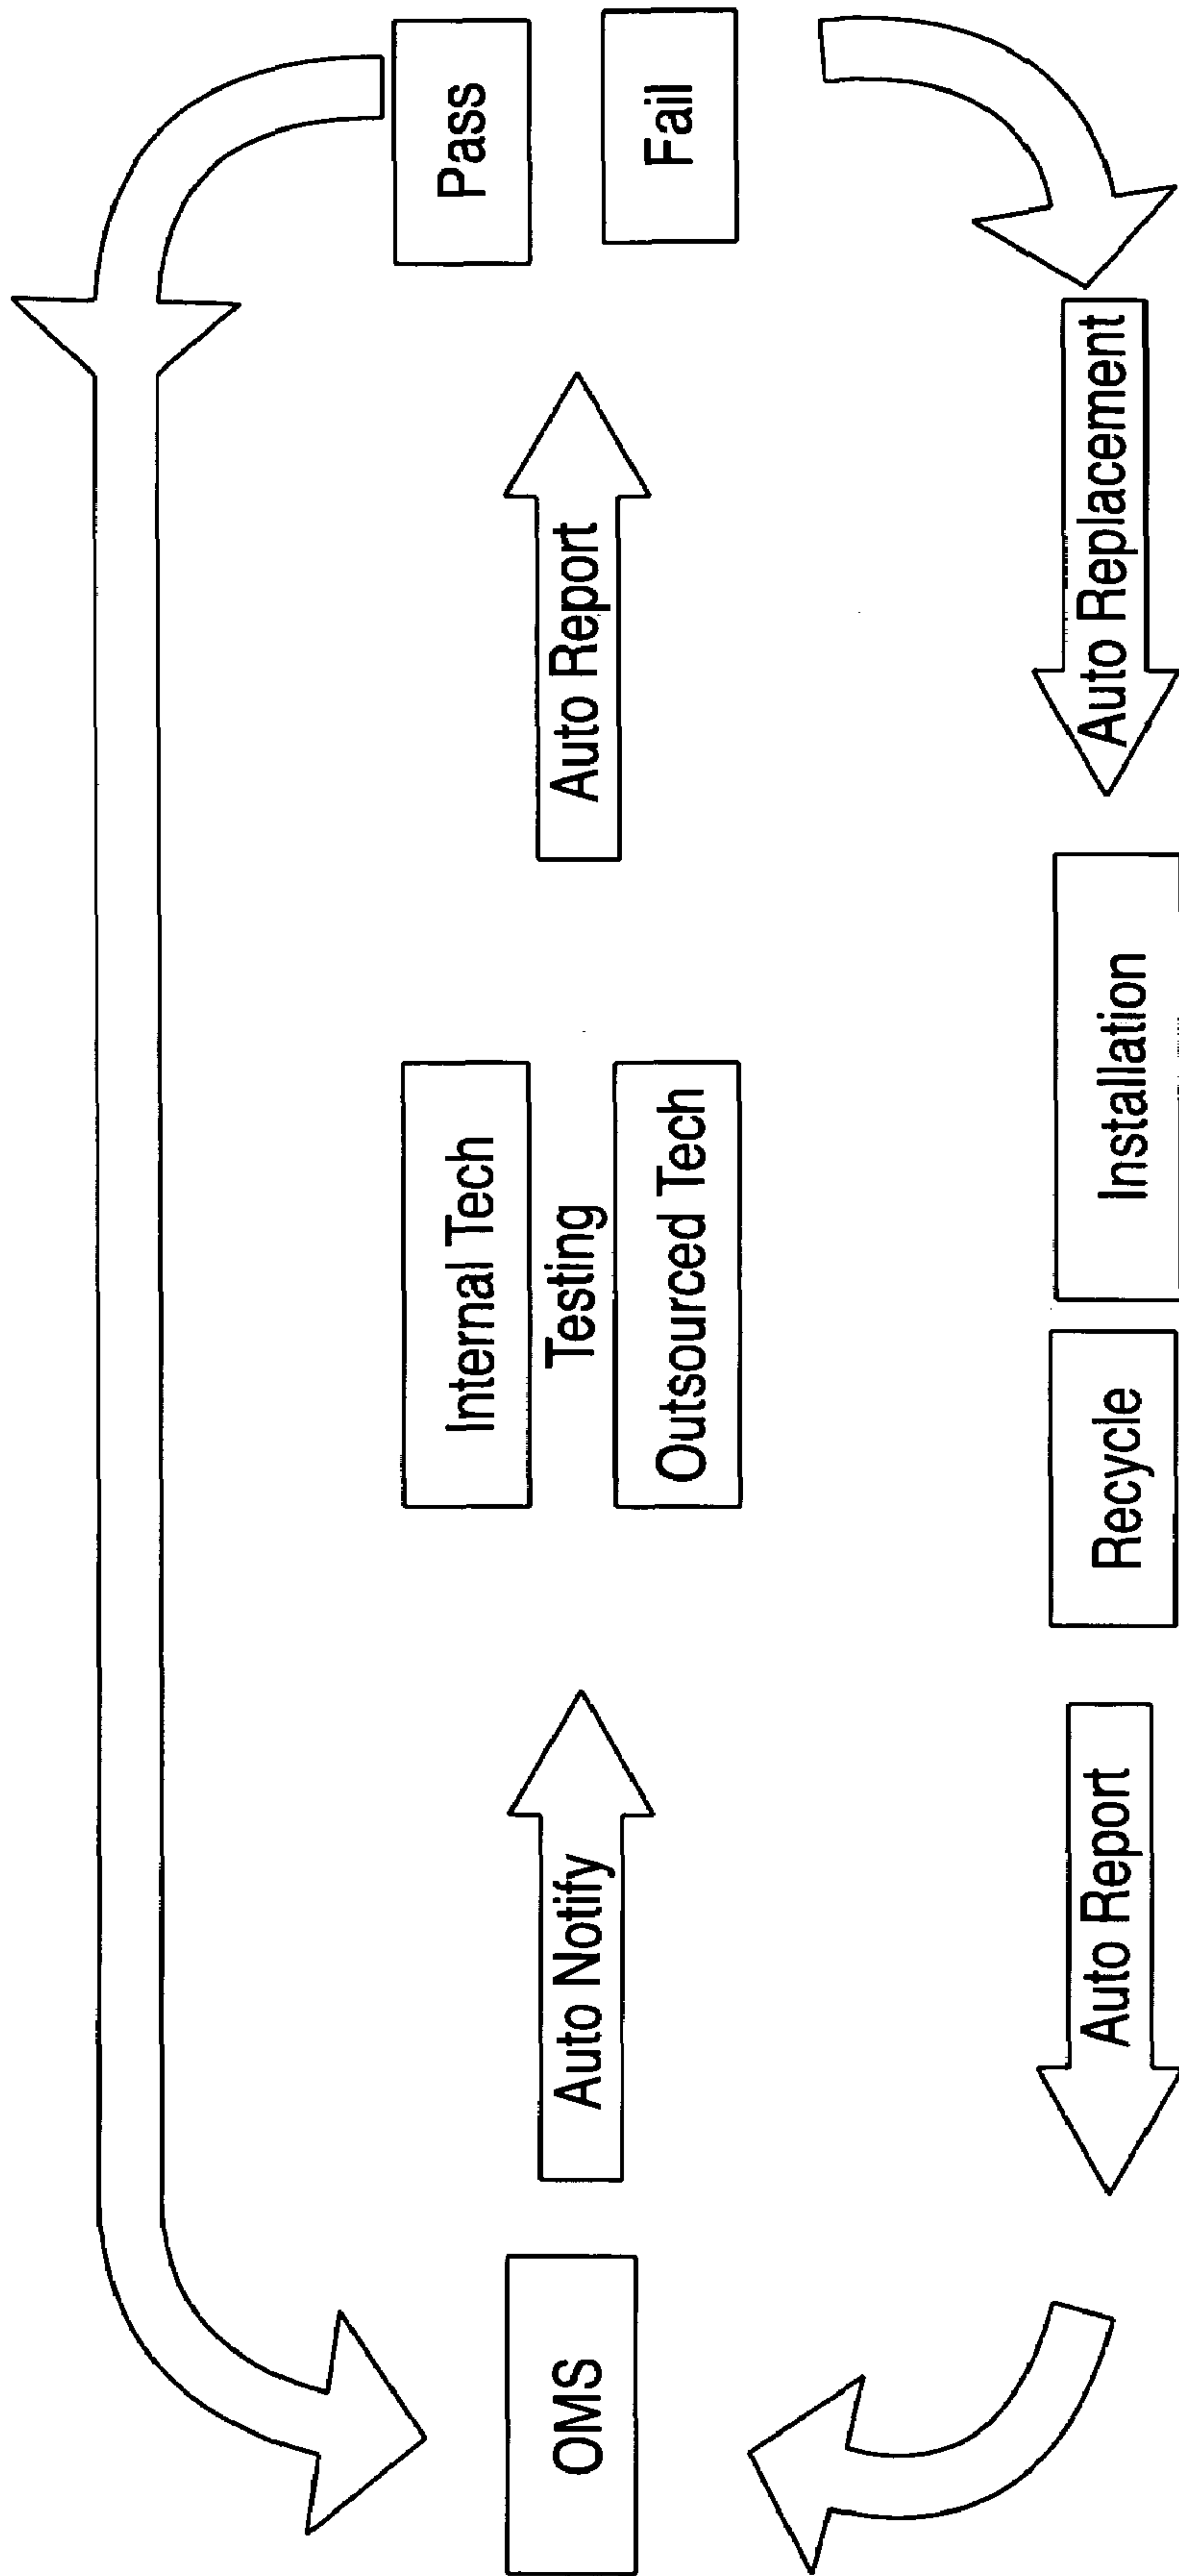 OMS
Auto Notify
Internal Tech
Testing
Outsourced Tech
Auto Report
Pass
Fail
Auto Replacement
Installation
Recycle
Auto Report